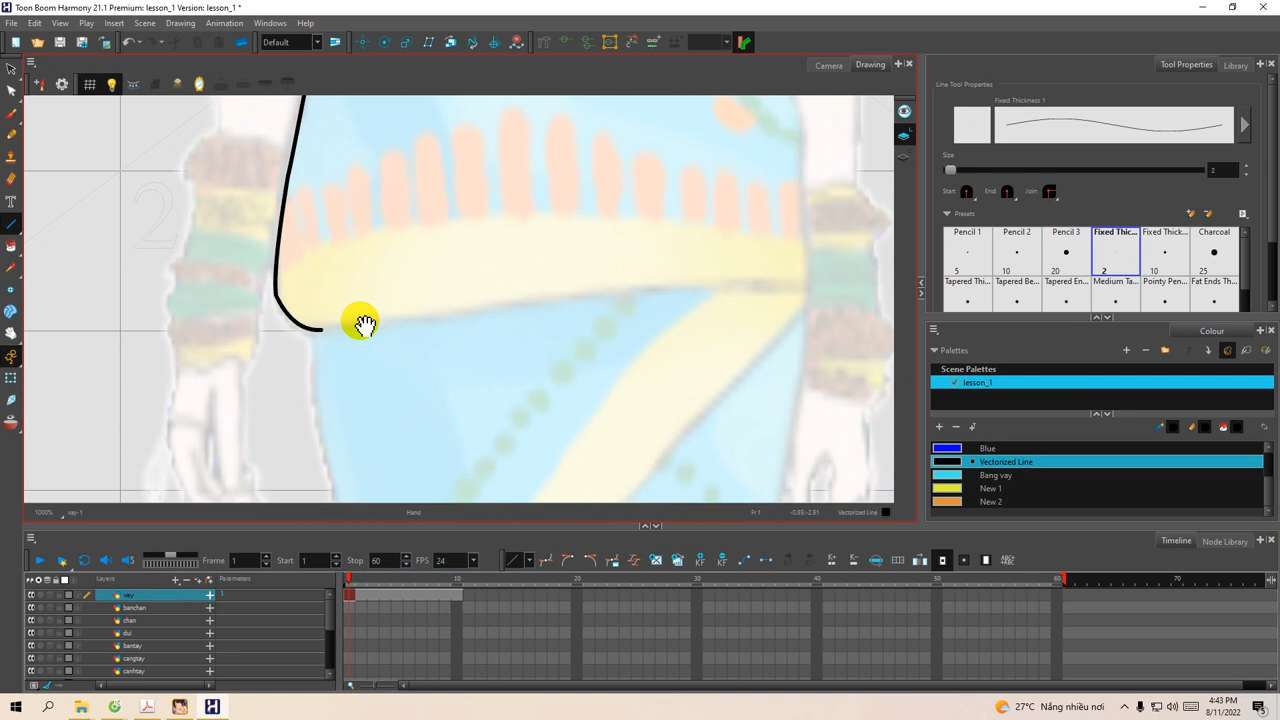 Toon Boom Harmony 21.1 Premium: lesson_1 Version: lesson_1 *
File Edit View Play Insert Scene Drawing Animation Windows Help
Default
Camera Drawing
Tool Properties Library
Line Tool Properties
Fixed Thickness 1
Size
2
Start End Join
Presets
Pencil 1 Pencil 2 Pencil 3 Fixed Thic... Fixed Thick... Charcoal
5 10 20 2 10 25
Tapered Thi... Tapered Be... Tapered En... Medium Ta... Pointy Pen... Fat Ends Th...
Colour
Palettes
Scene Palettes
lesson_1
Blue
Vectorized Line
Bang vay
New 1
New 2
2
1000% vay-1 Hand Fr 1 -0.85:-2.91 Vectorized Line
Timeline Node Library
Frame 1 Start 1 Stop 60 FPS 24
Layers Parameters
10 20 30 40 50 60 70
vay 1
banchan
chan
dui
bantay
cangtay
canhtay
27°C Nắng nhiều nơi
4:43 PM
8/11/2022